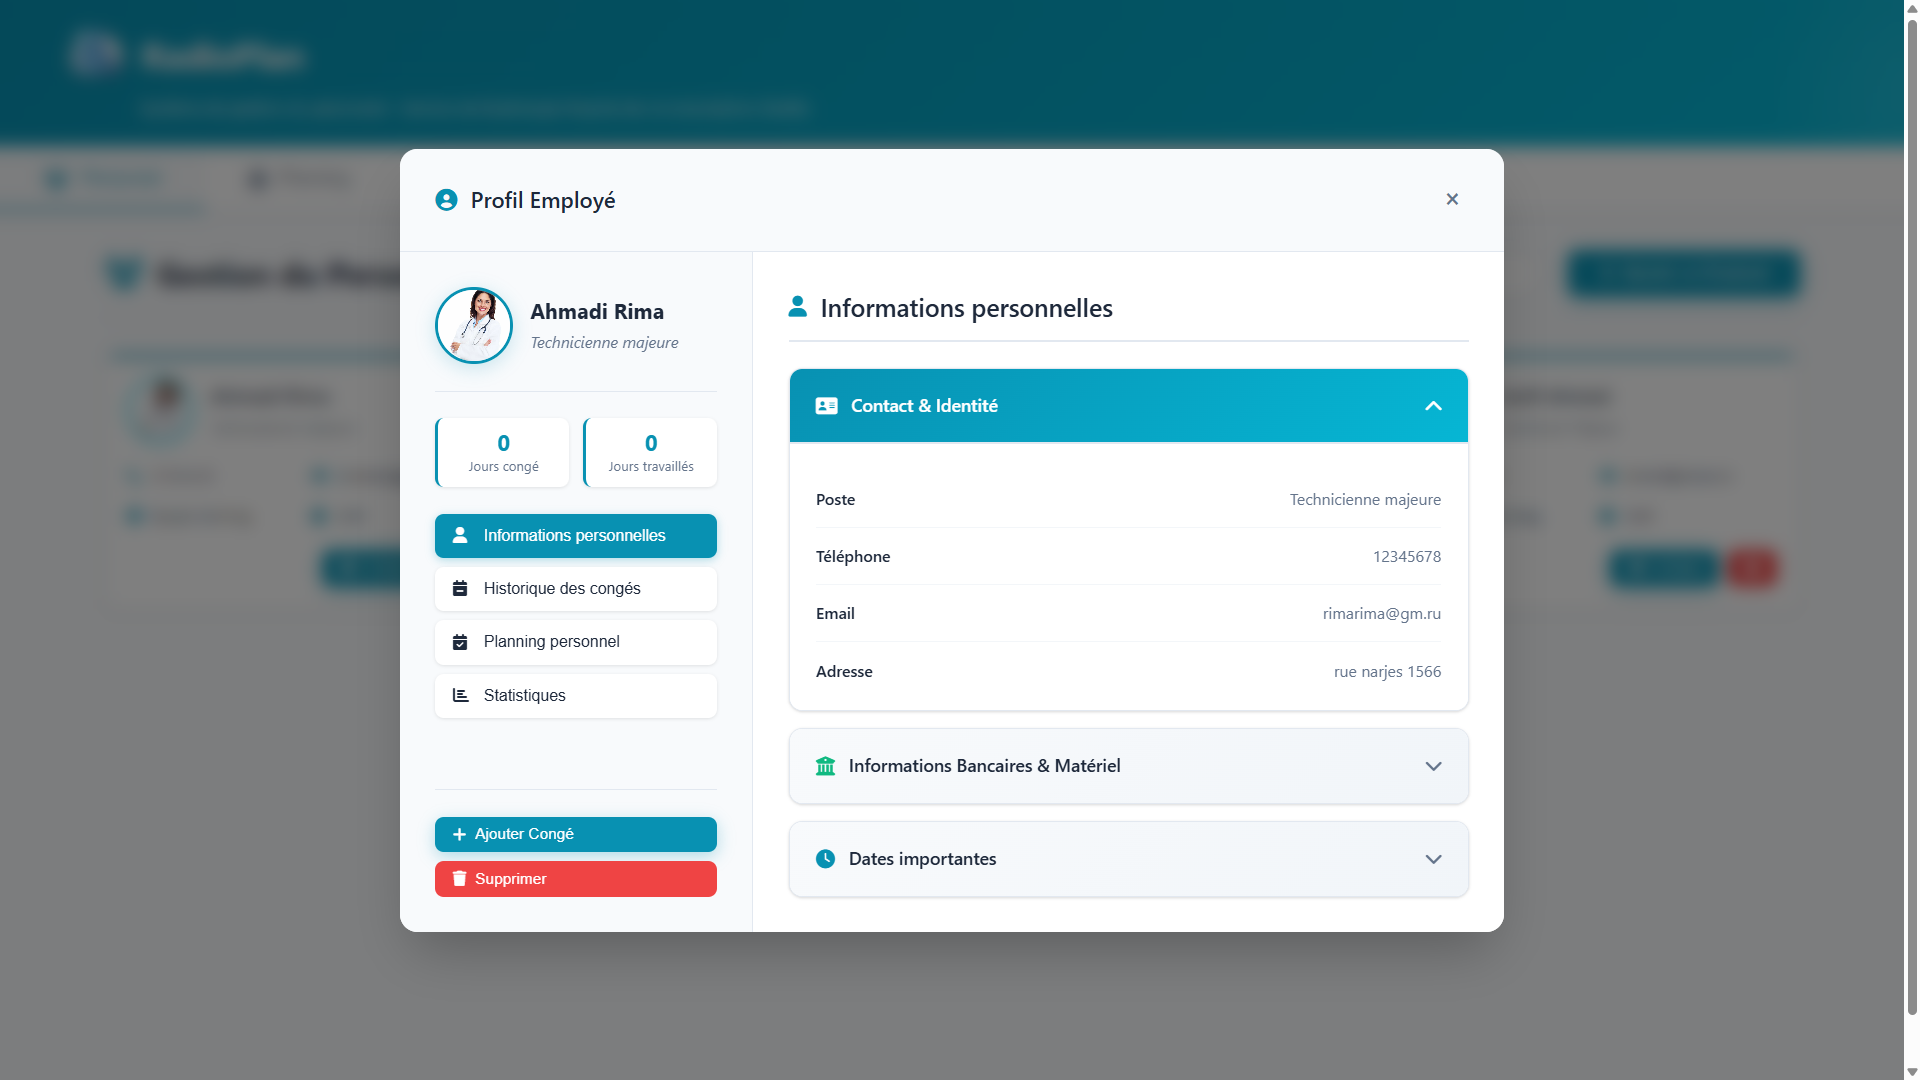 RadioPlan
Profil Employé
Ahmadi Rima
Technicienne majeure
0
Jours congé
0
Jours travaillés
Informations personnelles
Historique des congés
Planning personnel
Statistiques
Ajouter Congé
Supprimer
Informations personnelles
Contact & Identité
Poste
Technicienne majeure
Téléphone
12345678
Email
rimarima@gm.ru
Adresse
rue narjes 1566
Informations Bancaires & Matériel
Dates importantes